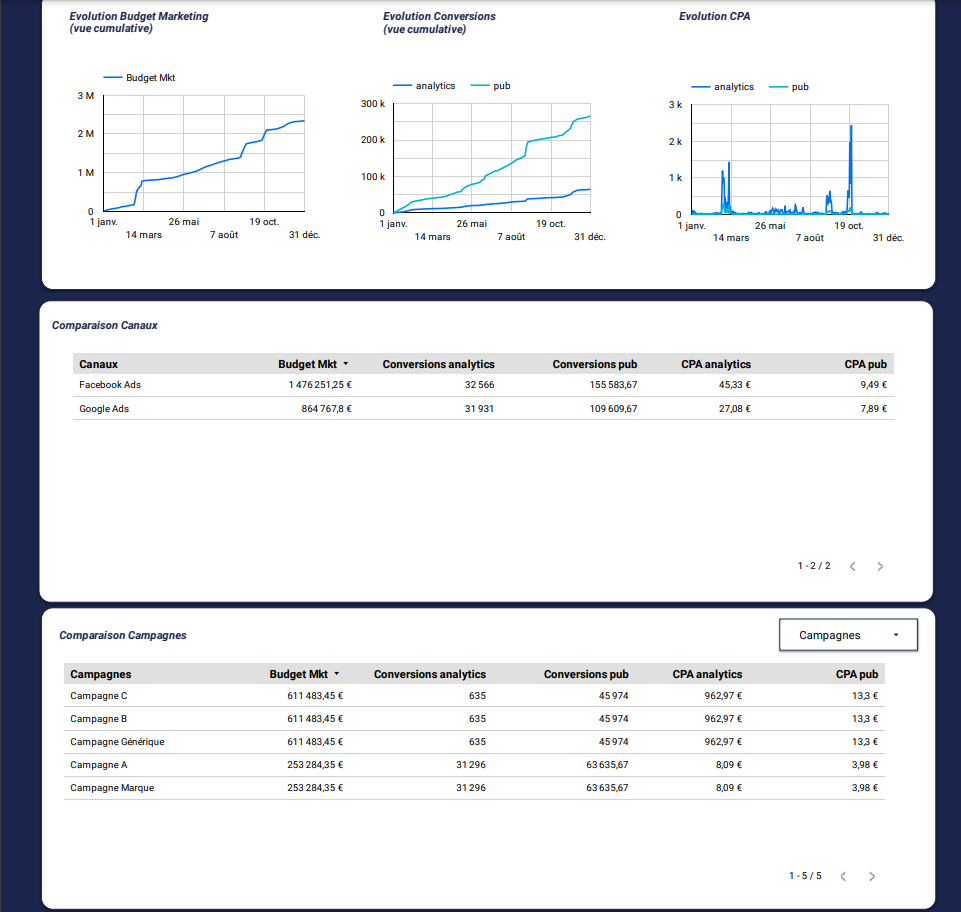 Evolution Budget Marketing
(vue cumulative)
Budget Mkt
3 M
2 M
1 M
0
1 janv.
26 mai
19 oct.
14 mars
7 août
31 déc.
Evolution Conversions
(vue cumulative)
analytics
pub
300 k
200 k
100 k
0
1 janv.
26 mai
19 oct.
14 mars
7 août
31 déc.
Evolution CPA
analytics
pub
3 k
2 k
1 k
0
1 janv.
26 mai
19 oct.
14 mars
7 août
31 déc.
Comparaison Canaux
Canaux Budget Mkt Conversions analytics Conversions pub CPA analytics CPA pub
Facebook Ads 1 476 251,25 € 32 566 155 583,67 45,33 € 9,49 €
Google Ads 864 767,8 € 31 931 109 609,67 27,08 € 7,89 €
1 - 2 / 2
Comparaison Campagnes
Campagnes
Campagnes Budget Mkt Conversions analytics Conversions pub CPA analytics CPA pub
Campagne C 611 483,45 € 635 45 974 962,97 € 13,3 €
Campagne B 611 483,45 € 635 45 974 962,97 € 13,3 €
Campagne Générique 611 483,45 € 635 45 974 962,97 € 13,3 €
Campagne A 253 284,35 € 31 296 63 635,67 8,09 € 3,98 €
Campagne Marque 253 284,35 € 31 296 63 635,67 8,09 € 3,98 €
1 - 5 / 5